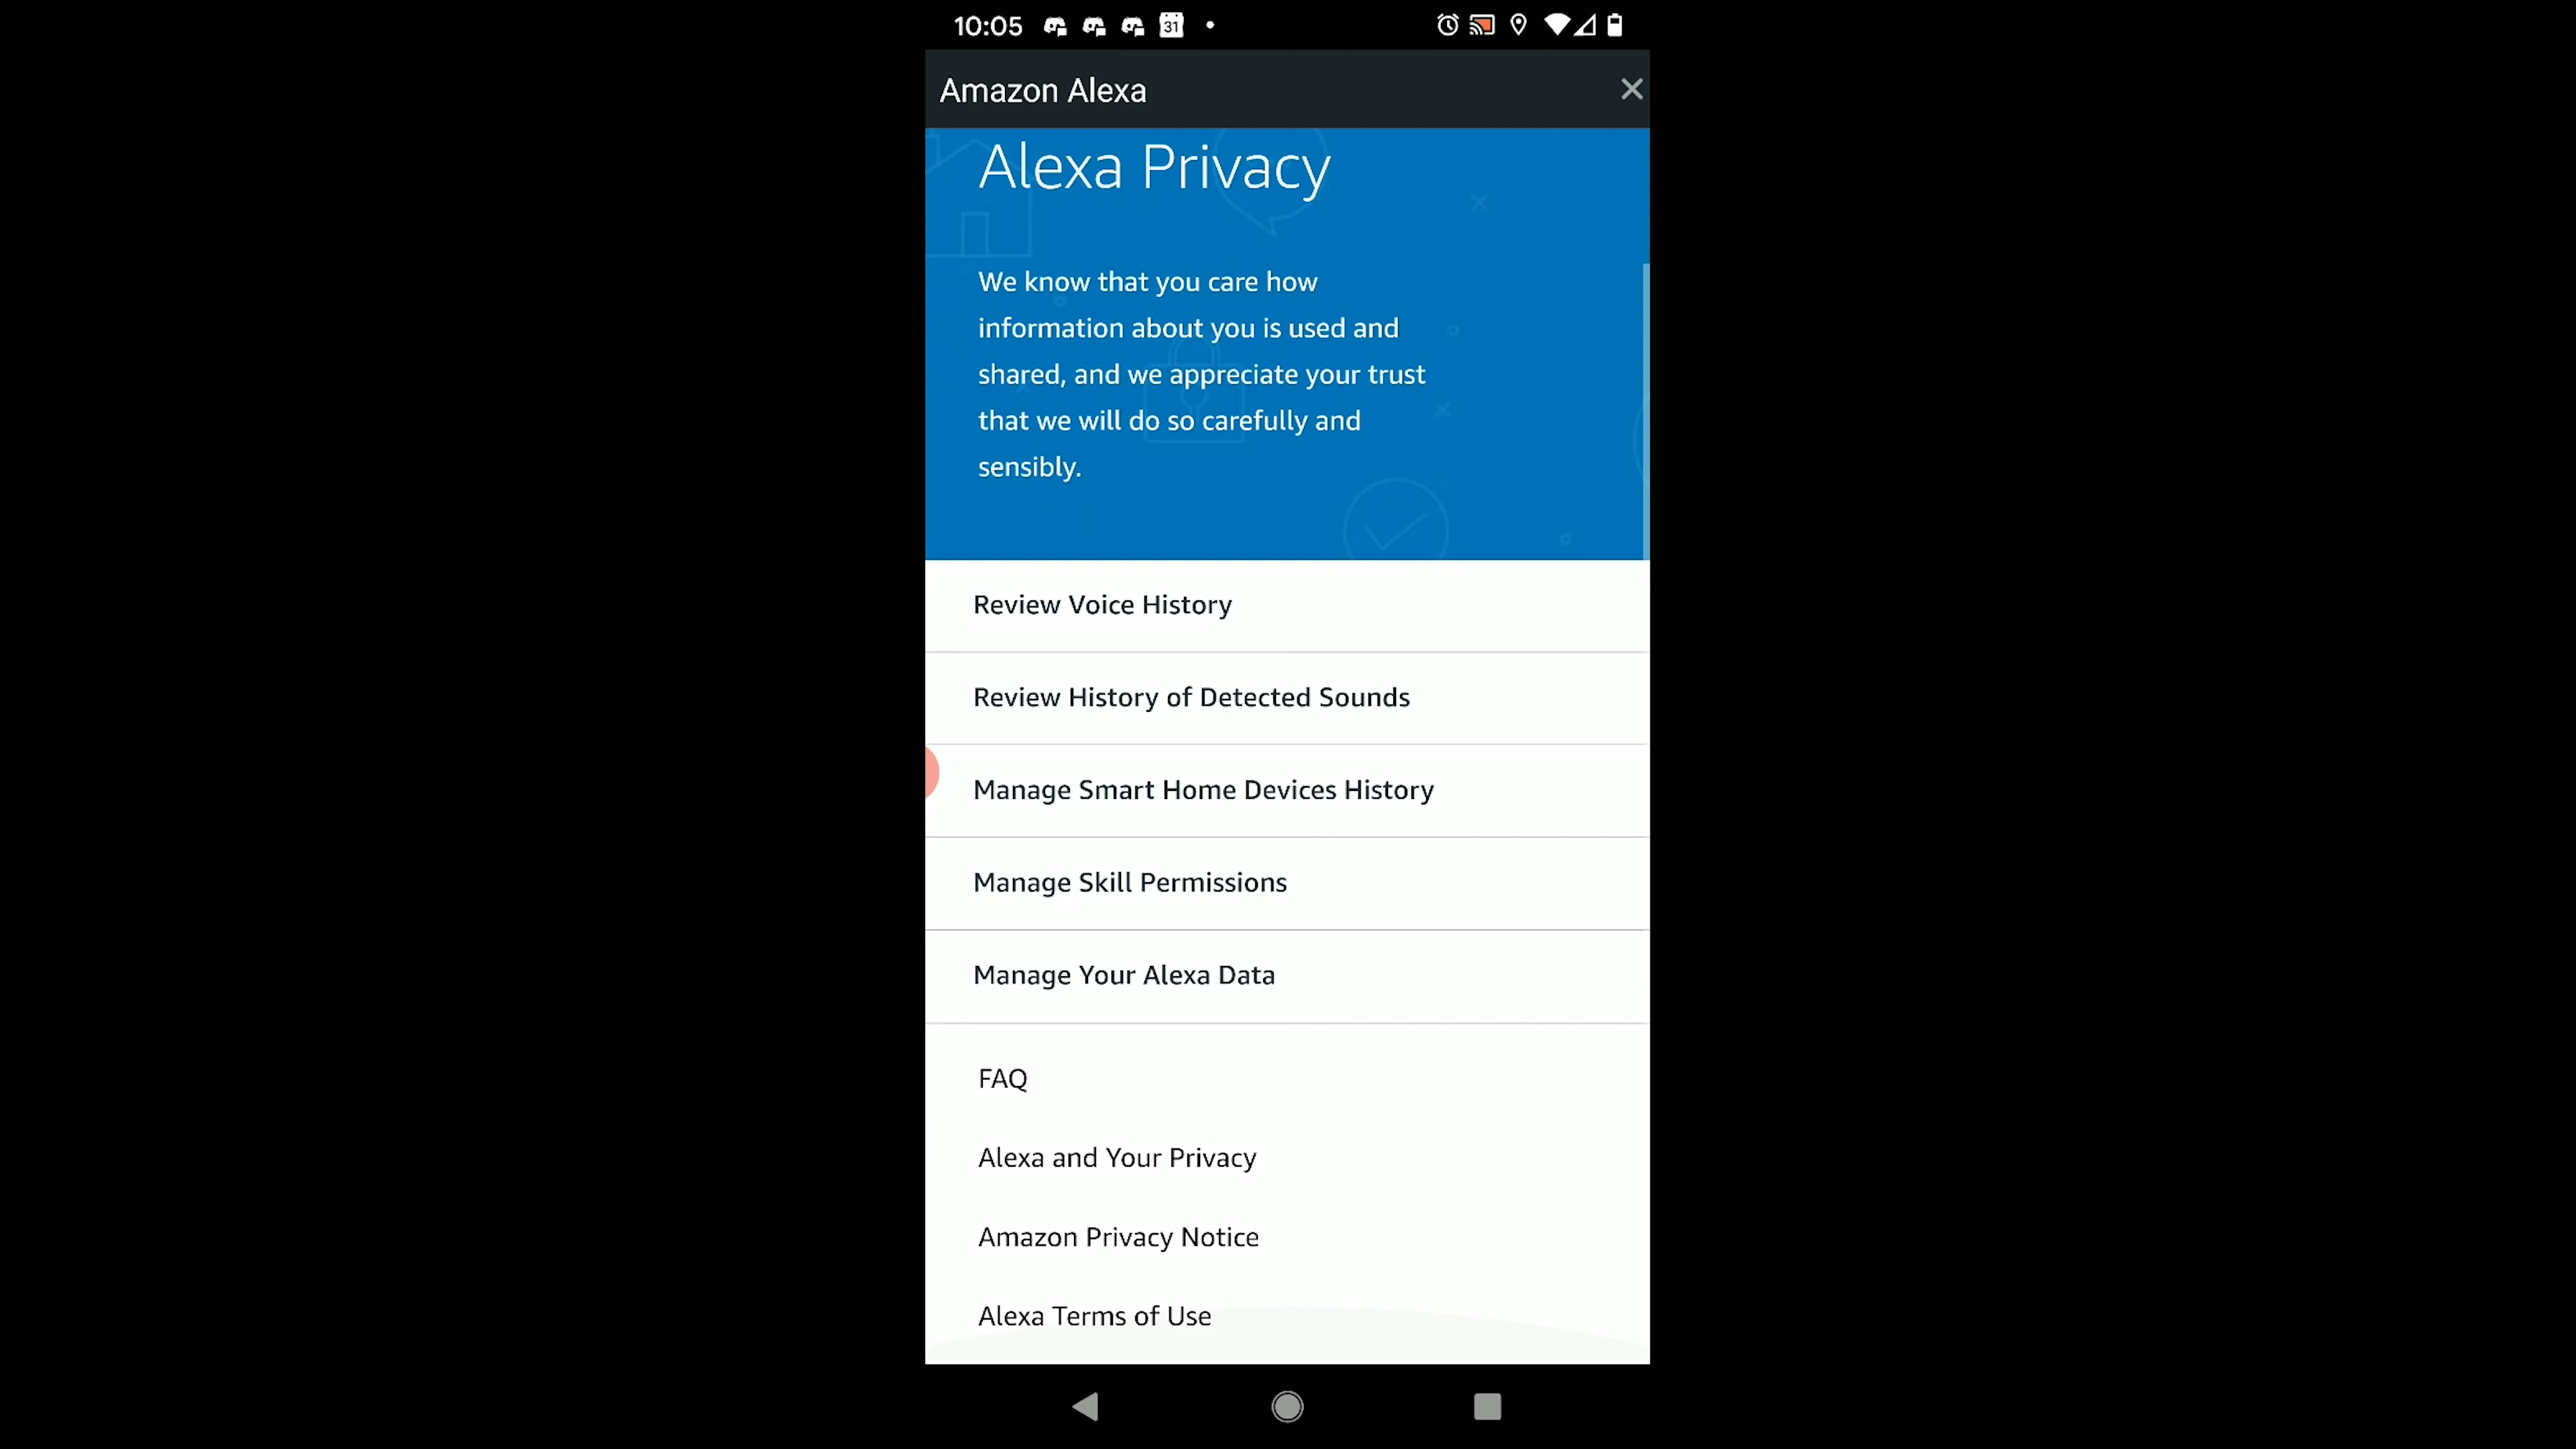 10:05
31
Amazon Alexa
Alexa Privacy
We know that you care how
information about you is used and
shared, and we appreciate your trust
that we will do so carefully and
sensibly.
Review Voice History
Review History of Detected Sounds
Manage Smart Home Devices History
Manage Skill Permissions
Manage Your Alexa Data
FAQ
Alexa and Your Privacy
Amazon Privacy Notice
Alexa Terms of Use